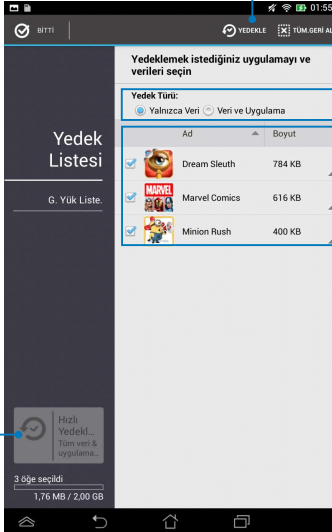 01:55
BİTTİ
YEDEKLE
TÜM.GERİ AL
Yedeklemek istediğiniz uygulamayı ve
verileri seçin
Yedek Türü:
Yalnızca Veri
Veri ve Uygulama
Yedek
Listesi
G. Yük Liste.
Ad
Boyut
Dream Sleuth
784 KB
MARVEL
Marvel Comics
616 KB
Minion Rush
400 KB
Hızlı
Yedekl...
Tüm veri &
uygulama...
3 öğe seçildi
1,76 MB / 2,00 GB